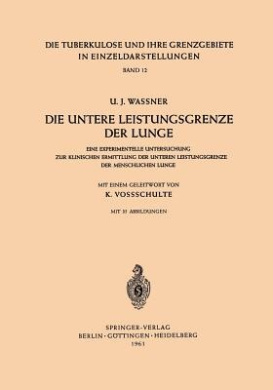 DIE TUBERKULOSE UND IHRE GRENZGEBIETE
IN EINZELDARSTELLUNGEN
BAND 12
U. J. WASSNER
DIE UNTERE LEISTUNGSGRENZE
DER LUNGE
EINE EXPERIMENTELLE UNTERSUCHUNG
ZUR KLINISCHEN ERMITTLUNG DER UNTEREN LEISTUNGSGRENZE
DER MENSCHLICHEN LUNGE
MIT EINEM GELEITWORT VON
K. VOSSSCHULTE
MIT
ABBILDUNGEN
SPRINGER-VERLAG
BERLIN · GÖTTINGEN · HEIDELBERG
1961